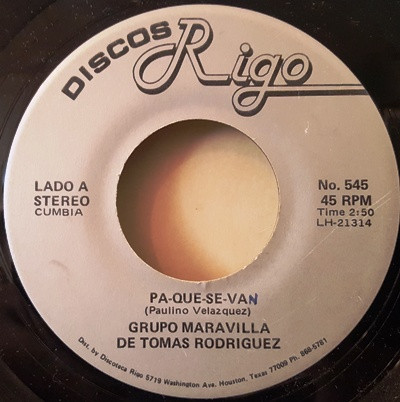 DISCOS Rigo
LADO A
STEREO
CUMBIA
No. 545
45 RPM
Time 2:50
LH-21314
PA-QUE-SE-VAN
(Paulino Velazquez)
GRUPO MARAVILLA
DE TOMAS RODRIGUEZ
Dist. by Discoteca Rigo 5719 Washington Ave. Houston, Texas 77009 Ph. 868-5781